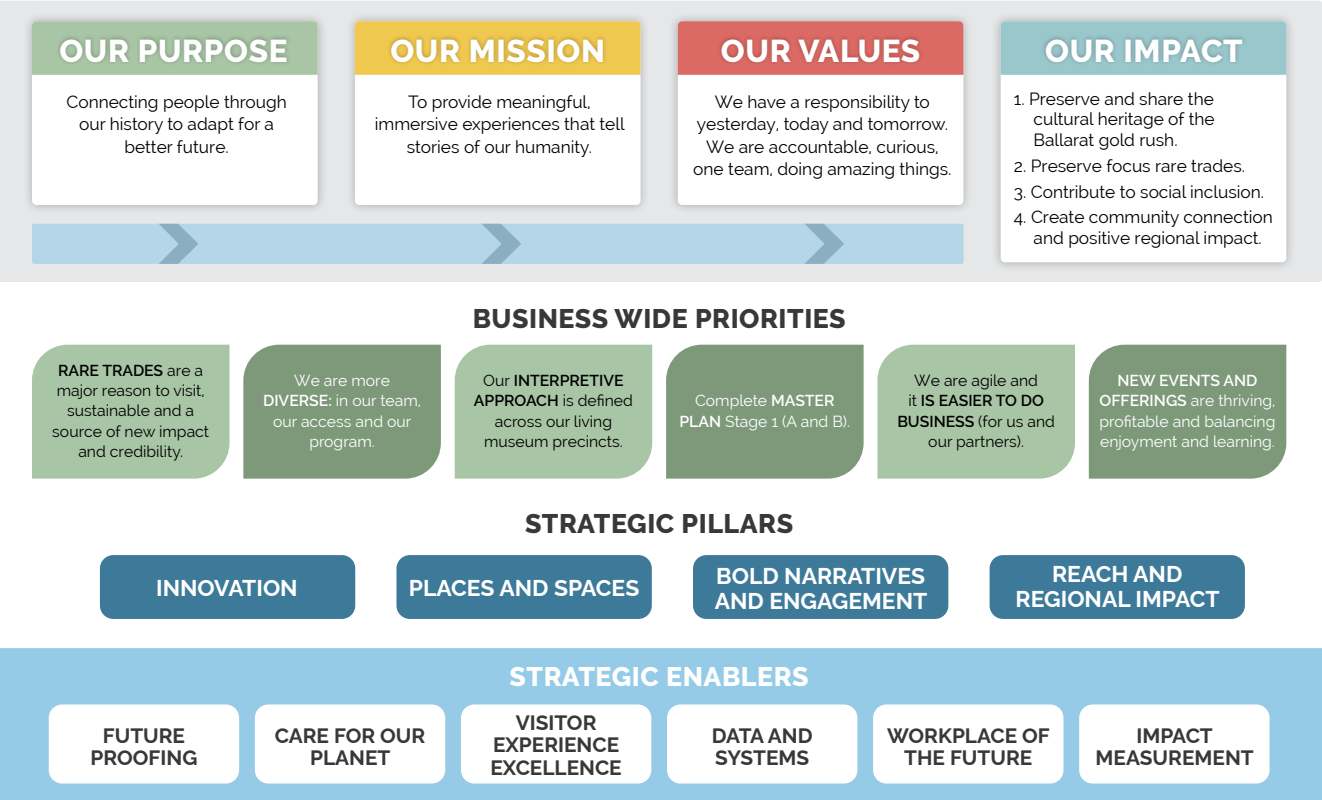 OUR PURPOSE
Connecting people through
our history to adapt for a
better future.
OUR MISSION
To provide meaningful,
immersive experiences that tell
stories of our humanity.
OUR VALUES
We have a responsibility to
yesterday, today and tomorrow.
We are accountable, curious,
one team, doing amazing things.
OUR IMPACT
1. Preserve and share the
cultural heritage of the
Ballarat gold rush.
2. Preserve focus rare trades.
3. Contribute to social inclusion.
4. Create community connection
and positive regional impact.
BUSINESS WIDE PRIORITIES
RARE TRADES are a
major reason to visit,
sustainable and a
source of new impact
and credibility.
We are more
DIVERSE: in our team,
our access and our
program.
Our INTERPRETIVE
APPROACH is defined
across our living
museum precincts.
Complete MASTER
PLAN Stage 1 (A and B).
We are agile and
it IS EASIER TO DO
BUSINESS (for us and
our partners).
NEW EVENTS AND
OFFERINGS are thriving,
profitable and balancing
enjoyment and learning.
STRATEGIC PILLARS
INNOVATION
PLACES AND SPACES
BOLD NARRATIVES
AND ENGAGEMENT
REACH AND
REGIONAL IMPACT
STRATEGIC ENABLERS
FUTURE
PROOFING
CARE FOR OUR
PLANET
VISITOR
EXPERIENCE
EXCELLENCE
DATA AND
SYSTEMS
WORKPLACE OF
THE FUTURE
IMPACT
MEASUREMENT